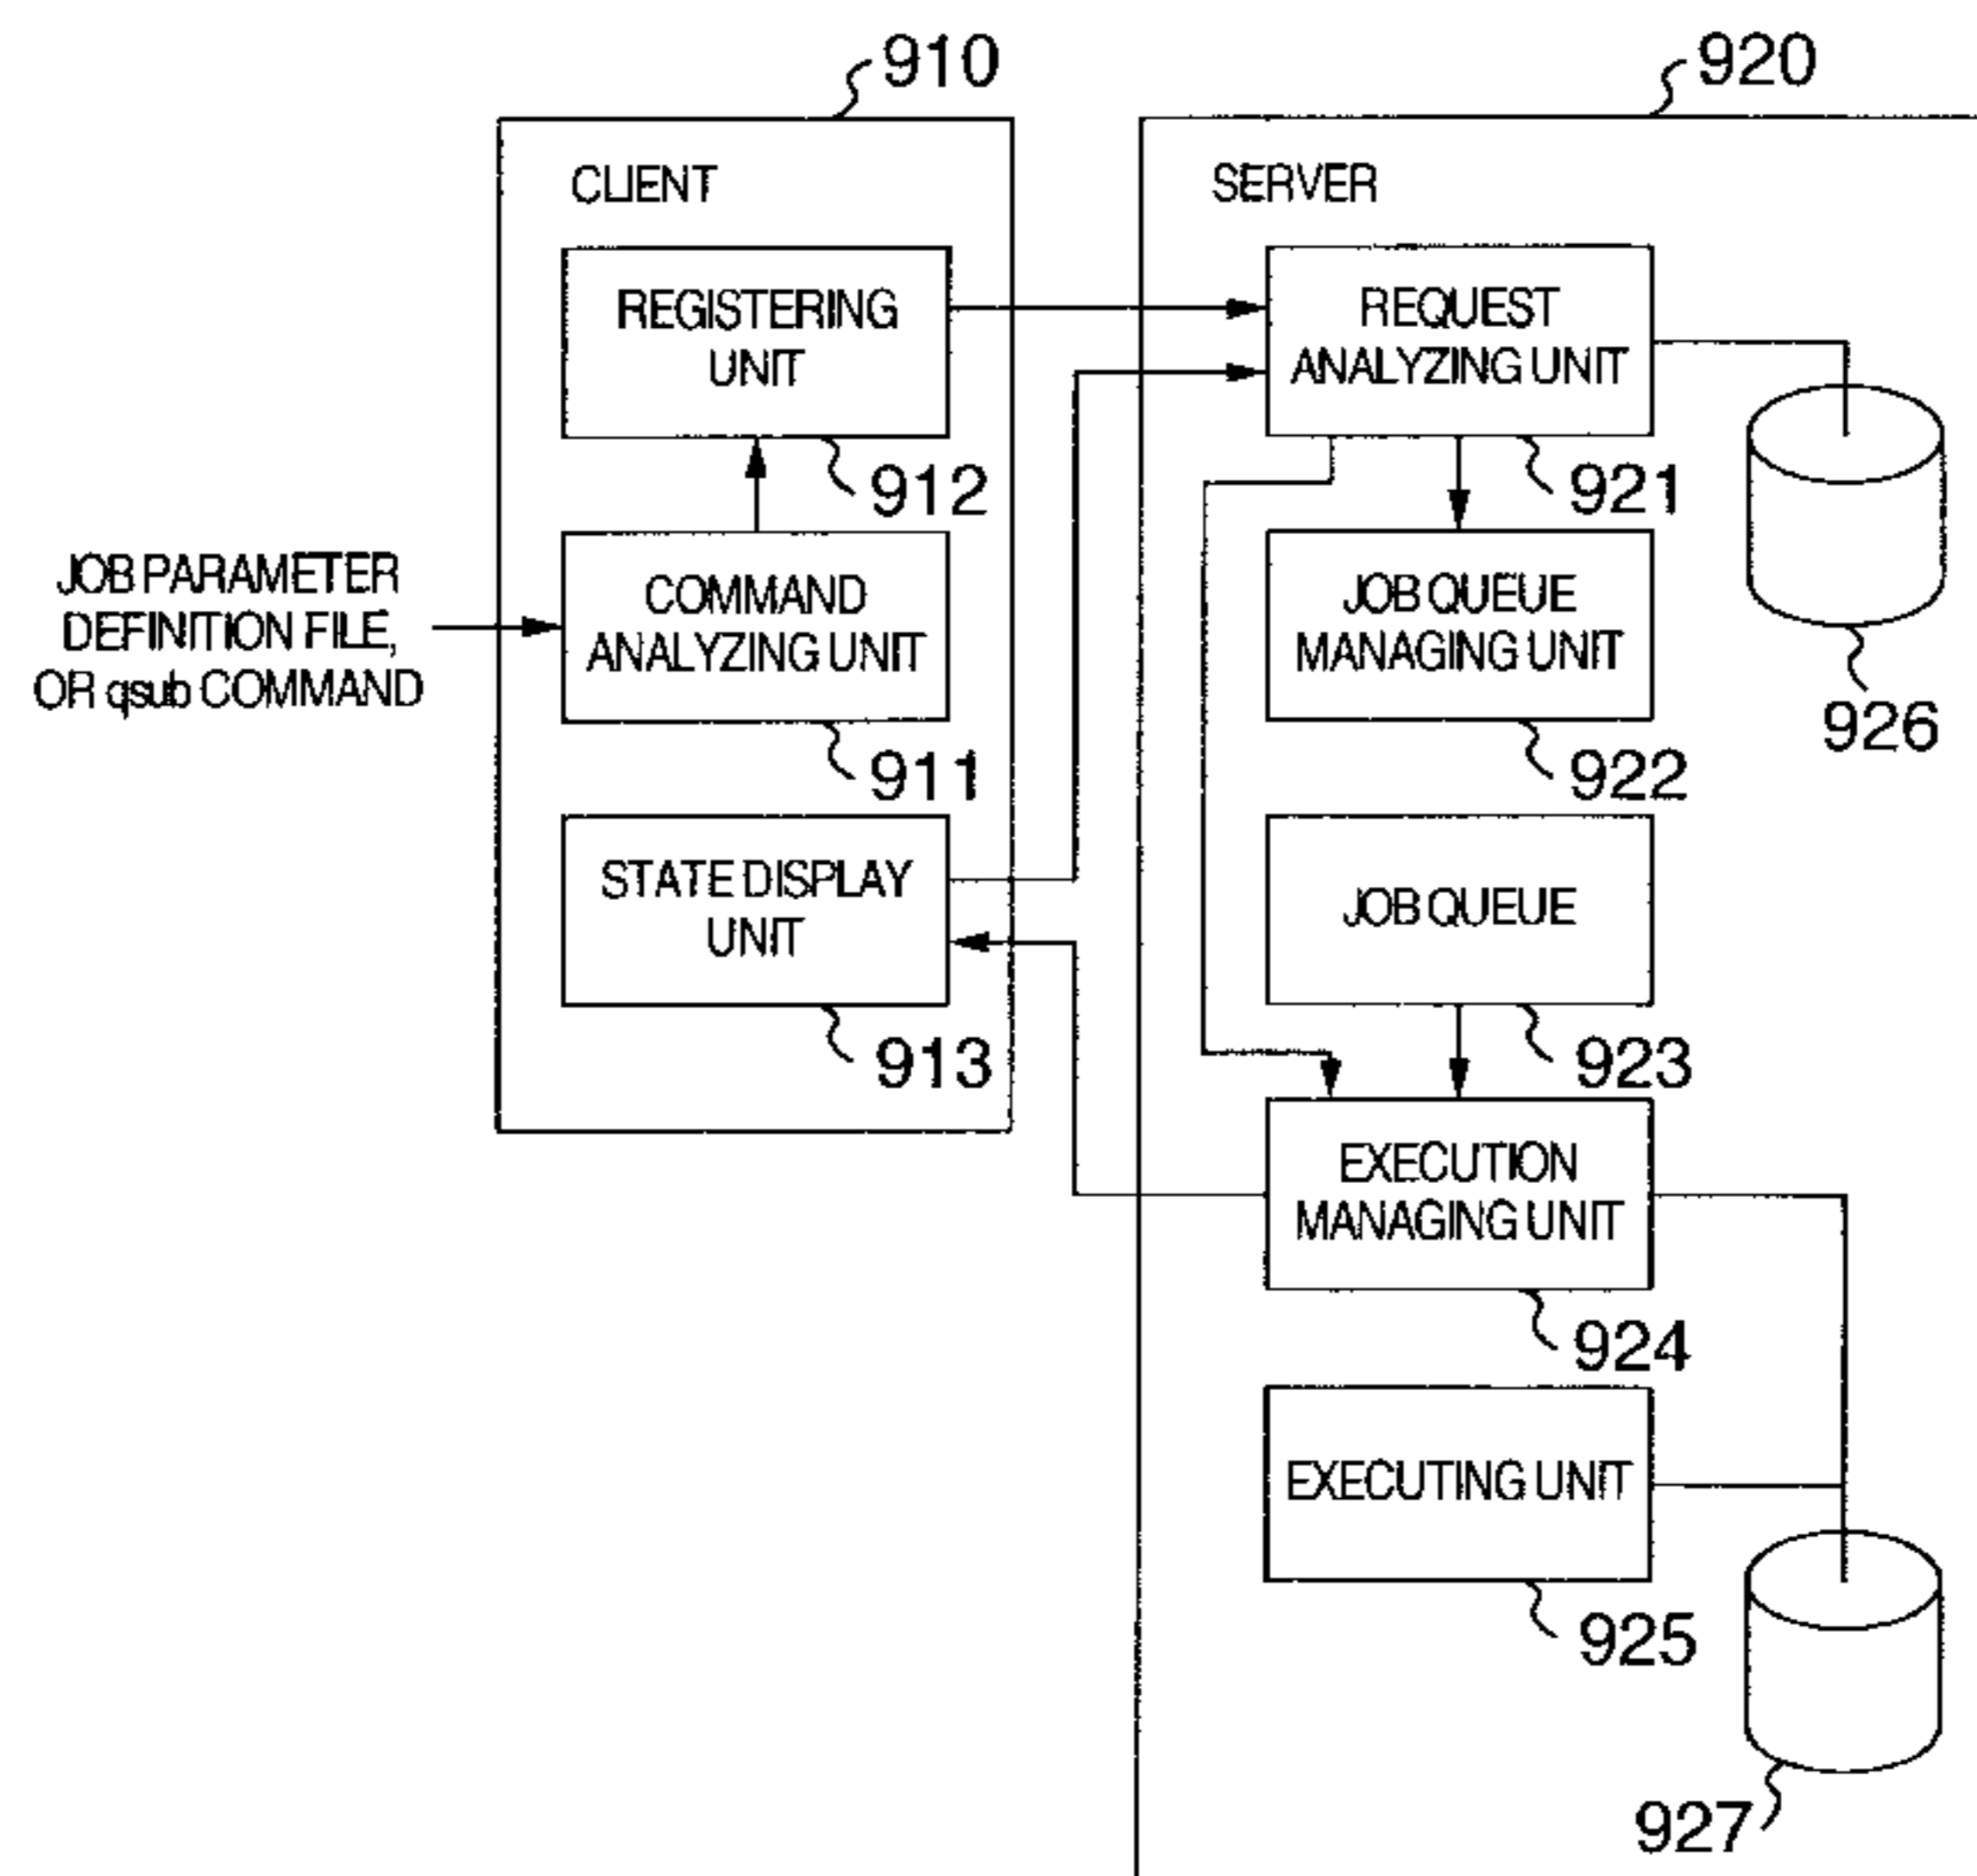 910
920
CLIENT
SERVER
REGISTERING
UNIT
REQUEST
ANALYZING UNIT
912
921
926
JOB PARAMETER
DEFINITION FILE,
OR qsub COMMAND
COMMAND
ANALYZING UNIT
JOB QUEUE
MANAGING UNIT
911
922
STATE DISPLAY
UNIT
JOB QUEUE
913
923
EXECUTION
MANAGING UNIT
924
EXECUTING UNIT
925
927